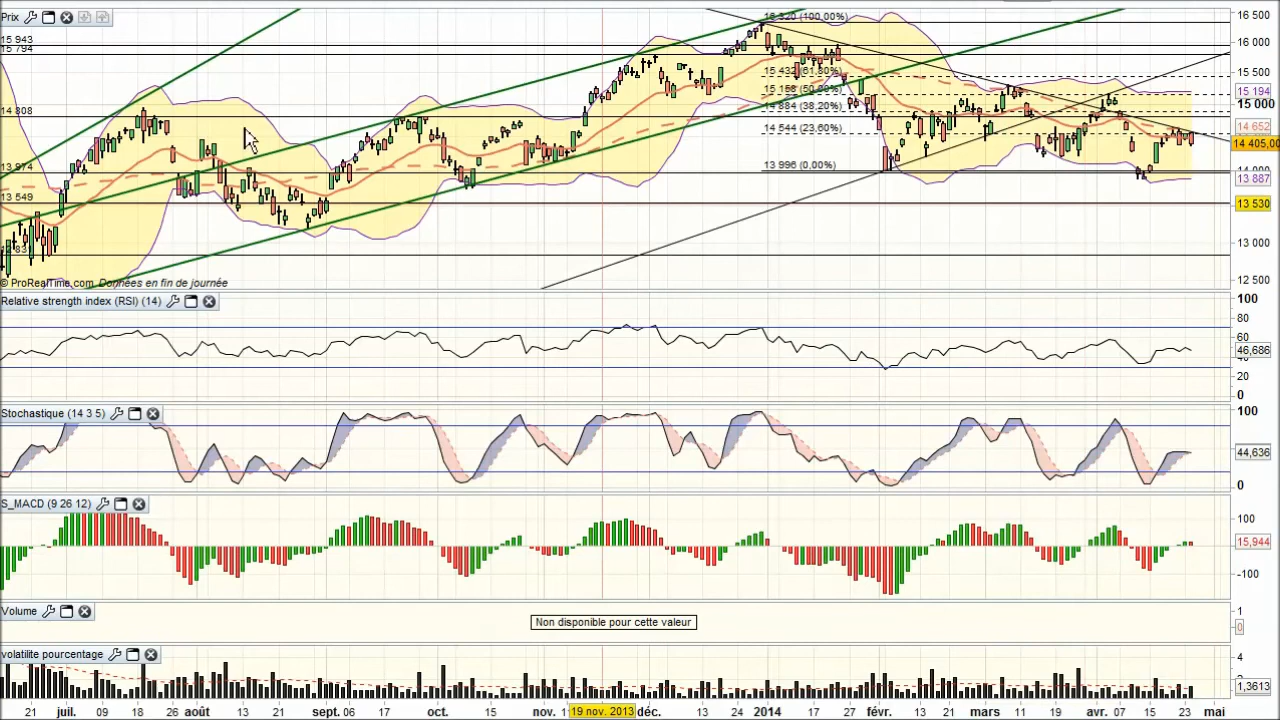 Prix
16 320 (100,00%)
16 500
15 943
16 000
15 794
15 432 (61,80%)
15 500
15 158 (50,00%)
15 194
14 884 (38,20%)
15 000
14 808
14 544 (23,60%)
14 652
14 405,00
13 996 (0,00%)
13 974
13 887
13 549
13 530
13 000
12 500
© ProRealTime.com Données en fin de journée
Relative strength index (RSI) (14)
100
80
60
46,686
20
0
Stochastique (14 3 5)
100
44,636
0
S_MACD (9 26 12)
100
15,944
-100
Volume
1
0
Non disponible pour cette valeur
volatilite pourcentage
4
1,3613
21 juil. 09 18 26 août 13 21 sept. 06 17 oct. 15 nov. 19 nov. 2013 déc. 13 24 2014 17 27 févr. 13 21 mars 11 19 avr. 07 15 23 mai